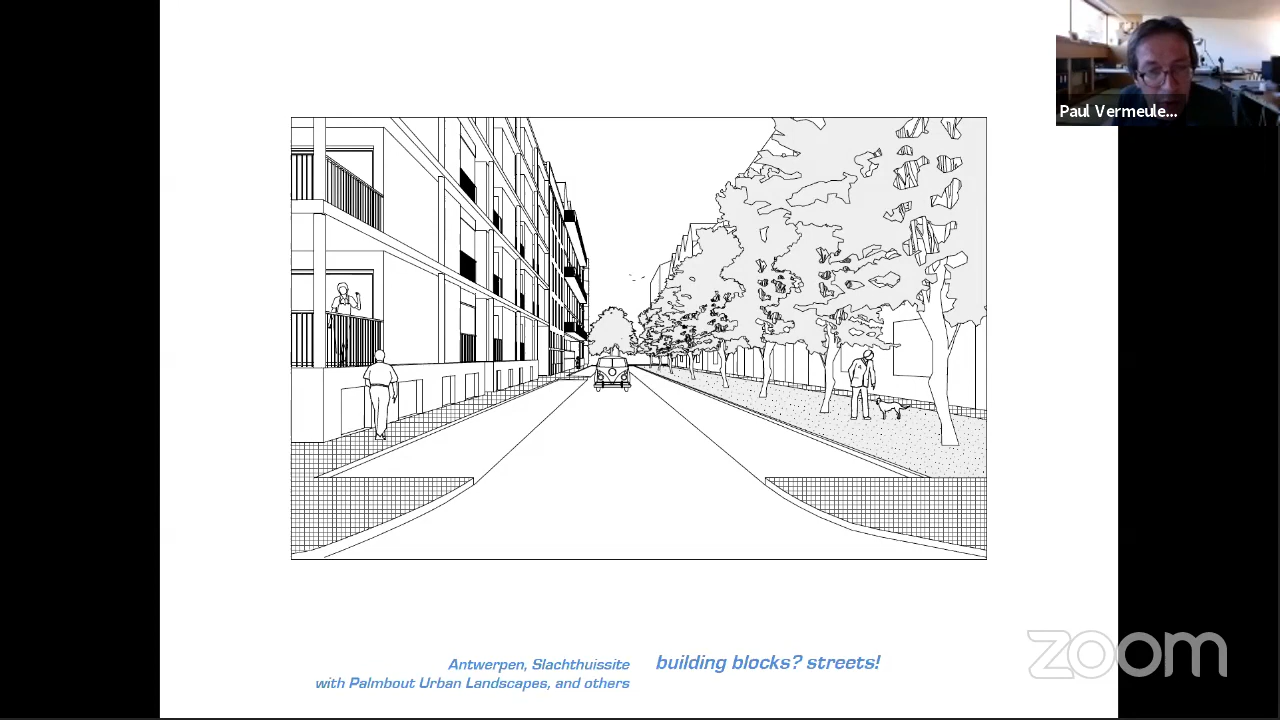 Paul Vermeule...
Antwerpen, Slachthuissite
with Palmbout Urban Landscapes, and others
building blocks? streets!
zoom